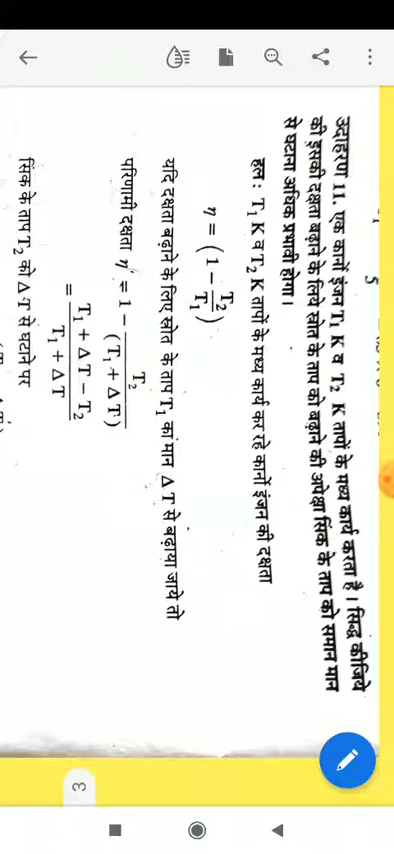 5
उदाहरण 11. एक कार्नो इंजन T₁ K व T₂ K तापों के मध्य कार्य करता है। सिद्ध कीजिये
की इसकी दक्षता बढ़ाने के लिये स्रोत के ताप को बढ़ाने की अपेक्षा सिंक के ताप को समान मान
से घटाना अधिक प्रभावी होगा।
हल : T₁ K व T₂ K तापों के मध्य कार्य कर रहे कार्नो इंजन की दक्षता
η = (1 − T₂/T₁)
यदि दक्षता बढ़ाने के लिए स्रोत के ताप T₁ का मान ΔT से बढ़ाया जाये तो
परिणामी दक्षता η' = 1 − T₂/(T₁ + ΔT)
= (T₁ + ΔT − T₂)/(T₁ + ΔT)
सिंक के ताप T₂ को ΔT से घटाने पर
3